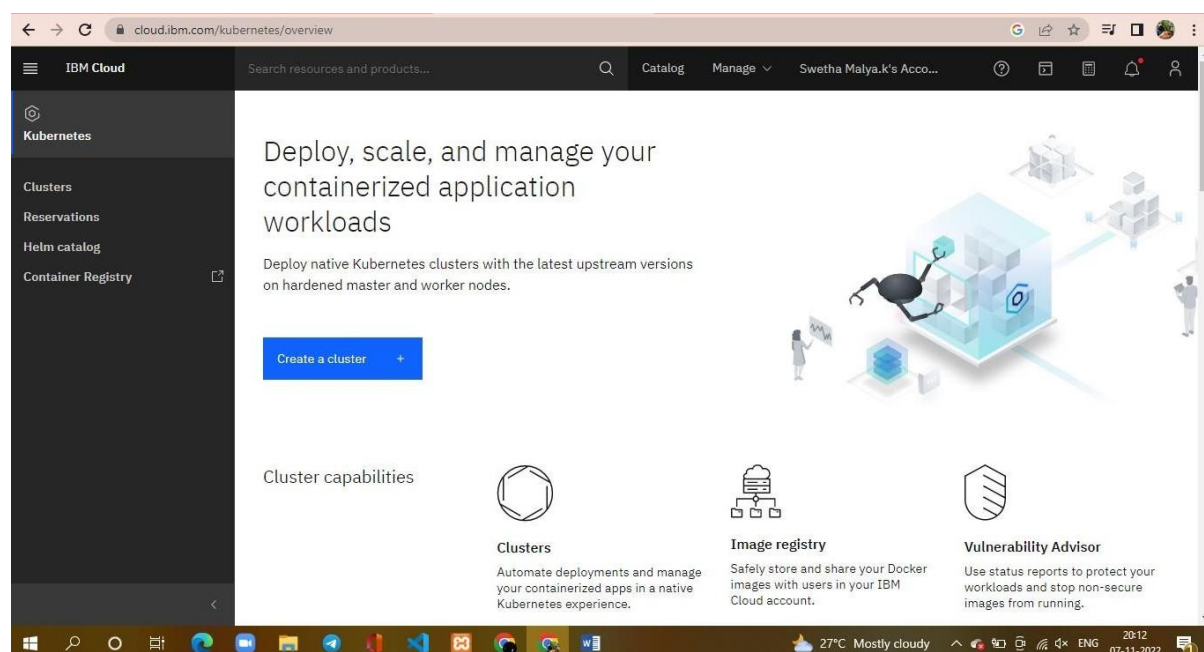 cloud.ibm.com/kubernetes/overview
IBM Cloud
Search resources and products...
Catalog
Manage
Swetha Malya.k's Acco...
Kubernetes
Clusters
Reservations
Helm catalog
Container Registry
Deploy, scale, and manage your
containerized application
workloads
Deploy native Kubernetes clusters with the latest upstream versions
on hardened master and worker nodes.
Create a cluster +
Cluster capabilities
Clusters
Automate deployments and manage
your containerized apps in a native
Kubernetes experience.
Image registry
Safely store and share your Docker
images with users in your IBM
Cloud account.
Vulnerability Advisor
Use status reports to protect your
workloads and stop non-secure
images from running.
27°C Mostly cloudy
ENG
20:12
07-11-2022